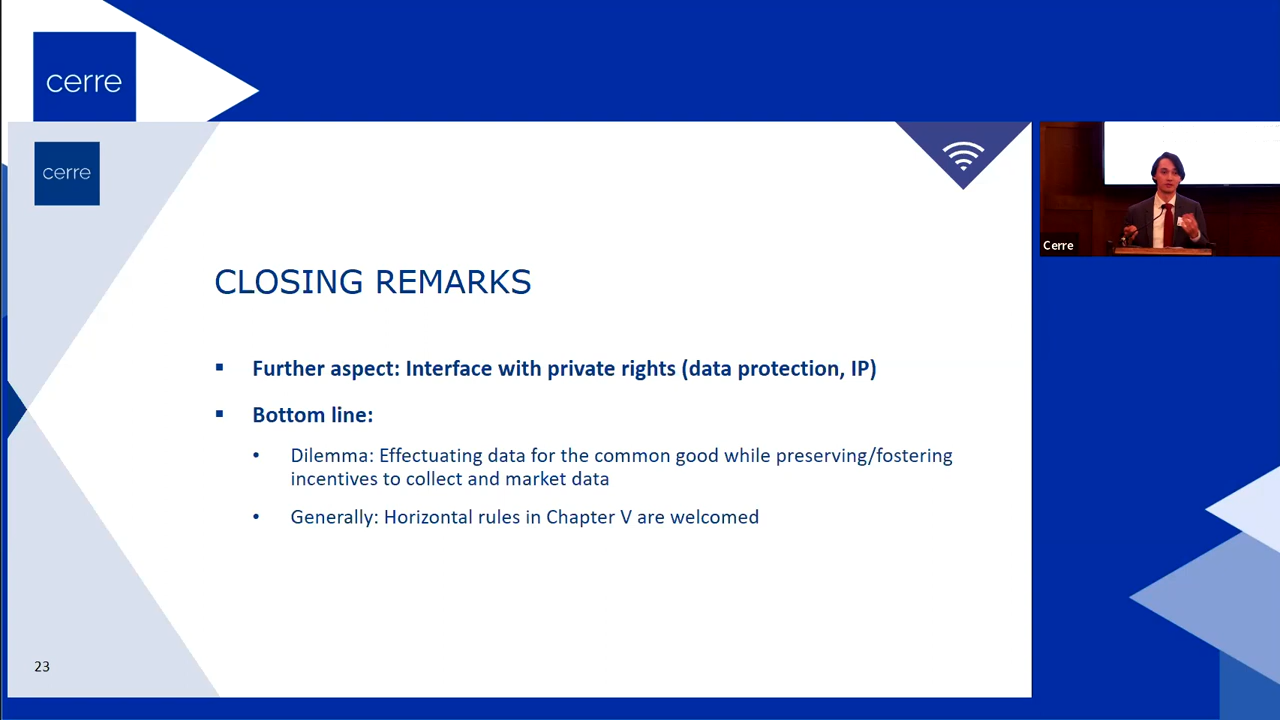 cerre
cerre
Cerre
CLOSING REMARKS
▪ Further aspect: Interface with private rights (data protection, IP)
▪ Bottom line:
• Dilemma: Effectuating data for the common good while preserving/fostering
incentives to collect and market data
• Generally: Horizontal rules in Chapter V are welcomed
23